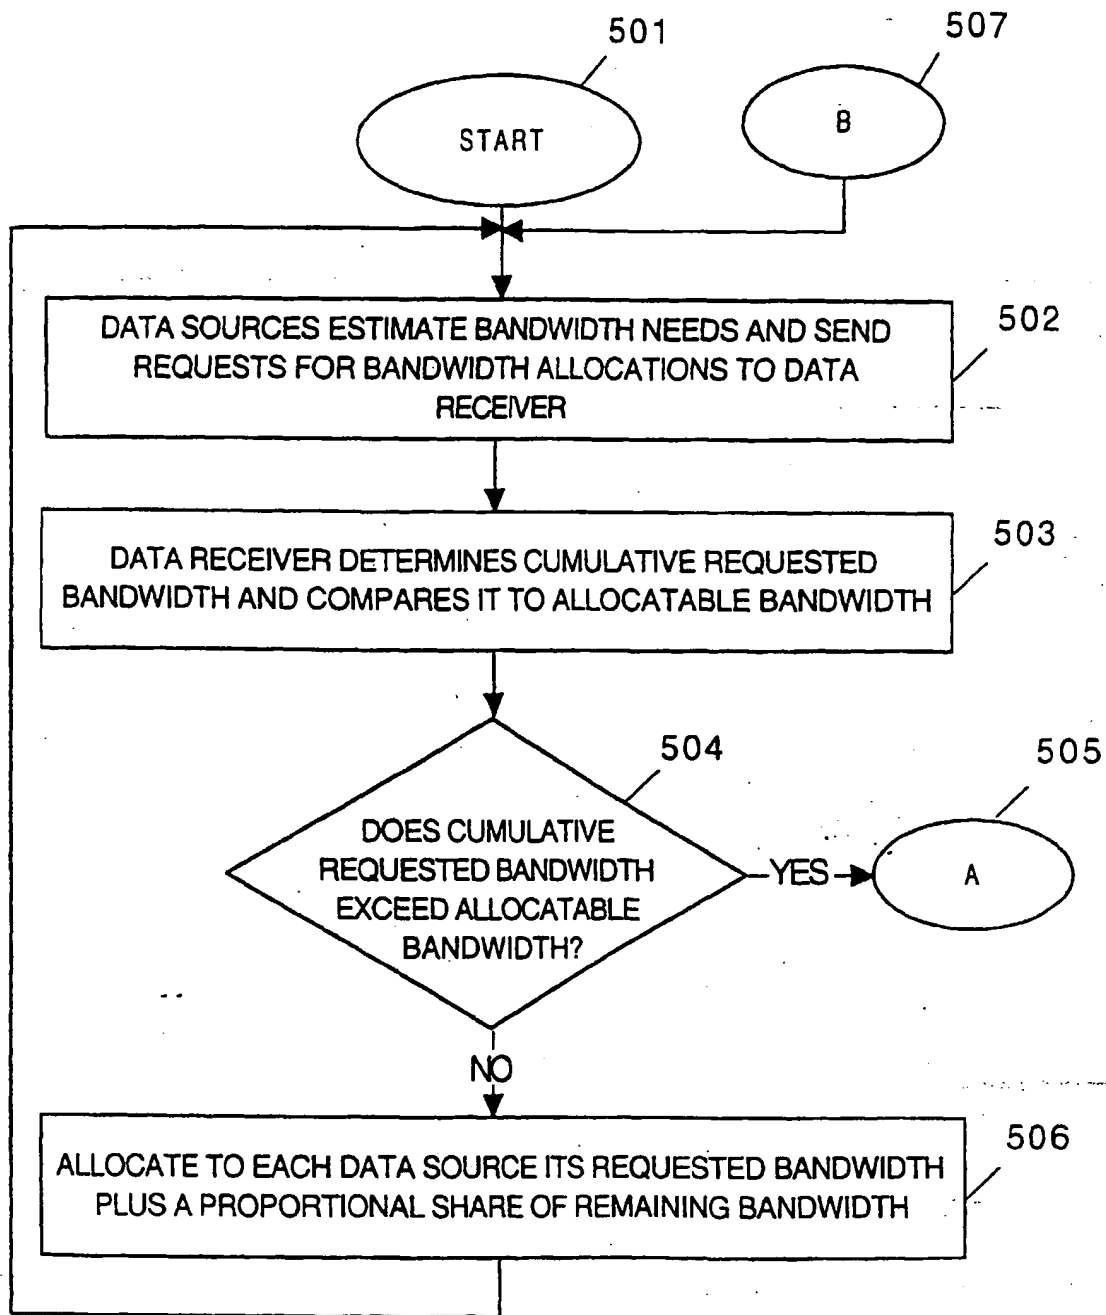 501
507
START
B
DATA SOURCES ESTIMATE BANDWIDTH NEEDS AND SEND
REQUESTS FOR BANDWIDTH ALLOCATIONS TO DATA
RECEIVER
502
DATA RECEIVER DETERMINES CUMULATIVE REQUESTED
BANDWIDTH AND COMPARES IT TO ALLOCATABLE BANDWIDTH
503
504
505
DOES CUMULATIVE
REQUESTED BANDWIDTH
EXCEED ALLOCATABLE
BANDWIDTH?
YES
A
NO
506
ALLOCATE TO EACH DATA SOURCE ITS REQUESTED BANDWIDTH
PLUS A PROPORTIONAL SHARE OF REMAINING BANDWIDTH